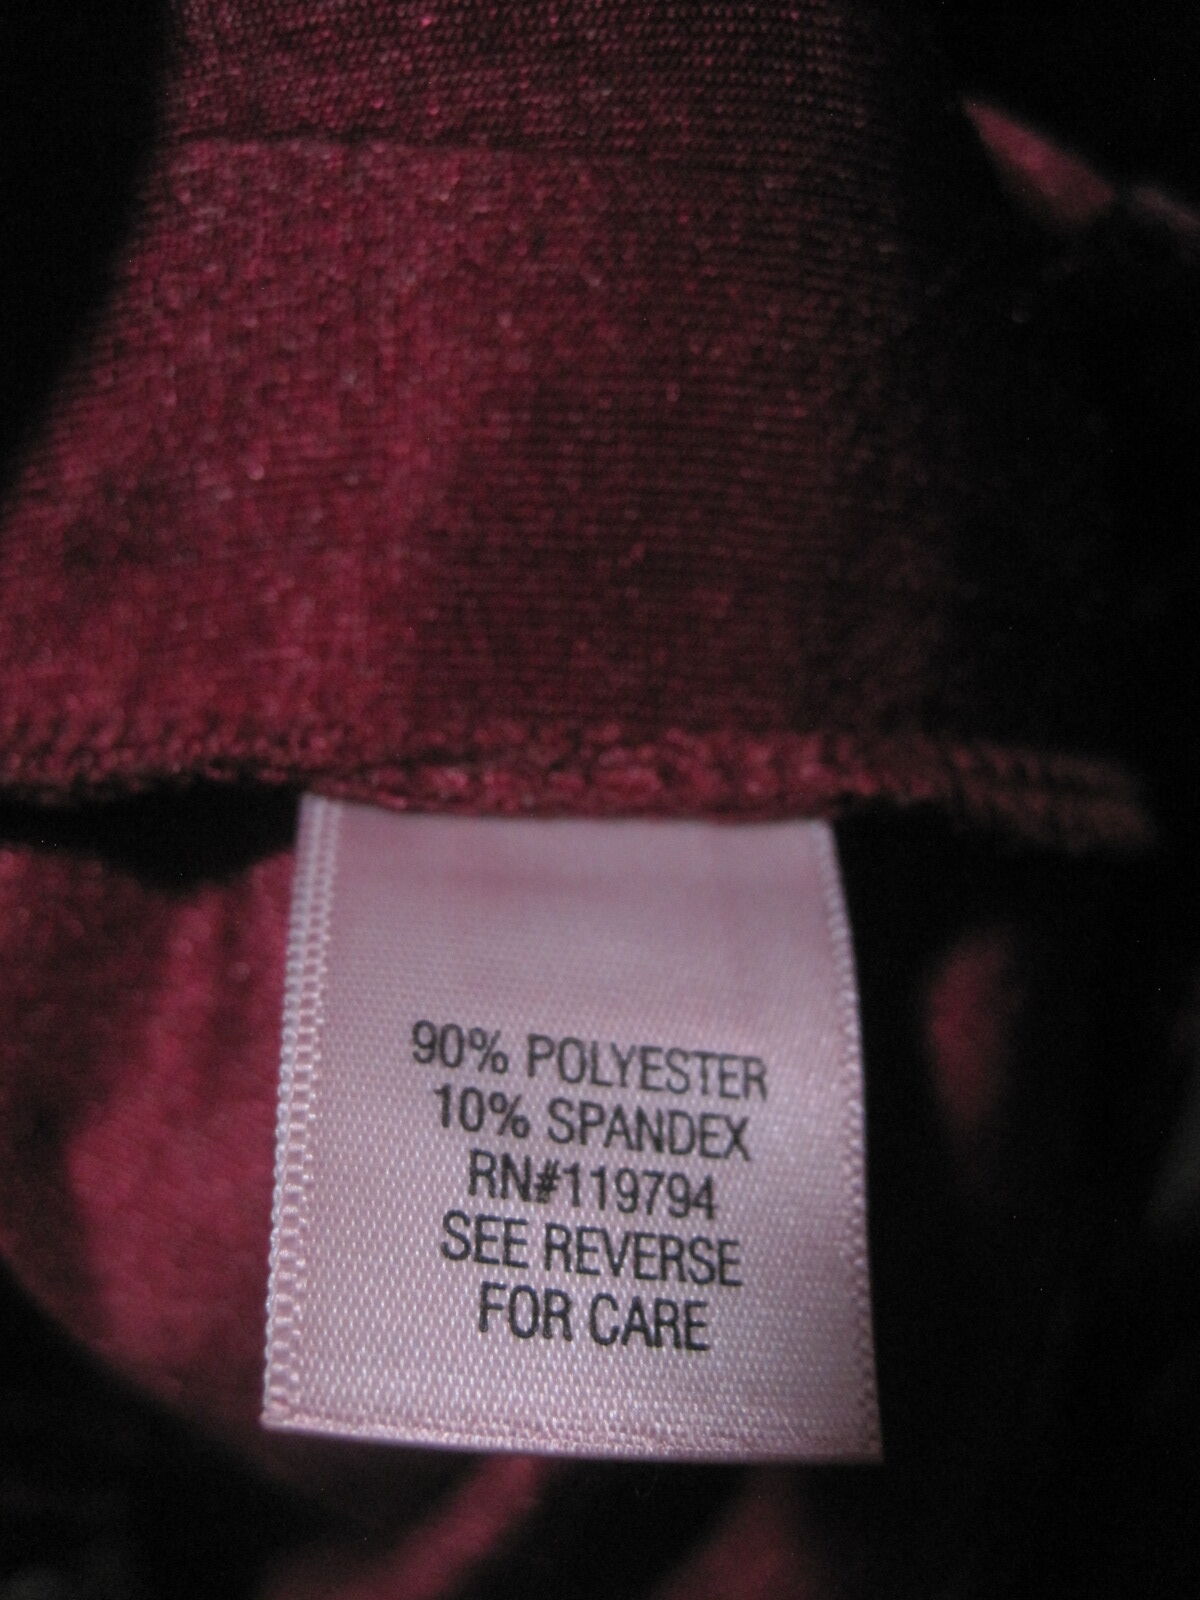 90% POLYESTER
10% SPANDEX
RN#119794
SEE REVERSE
FOR CARE